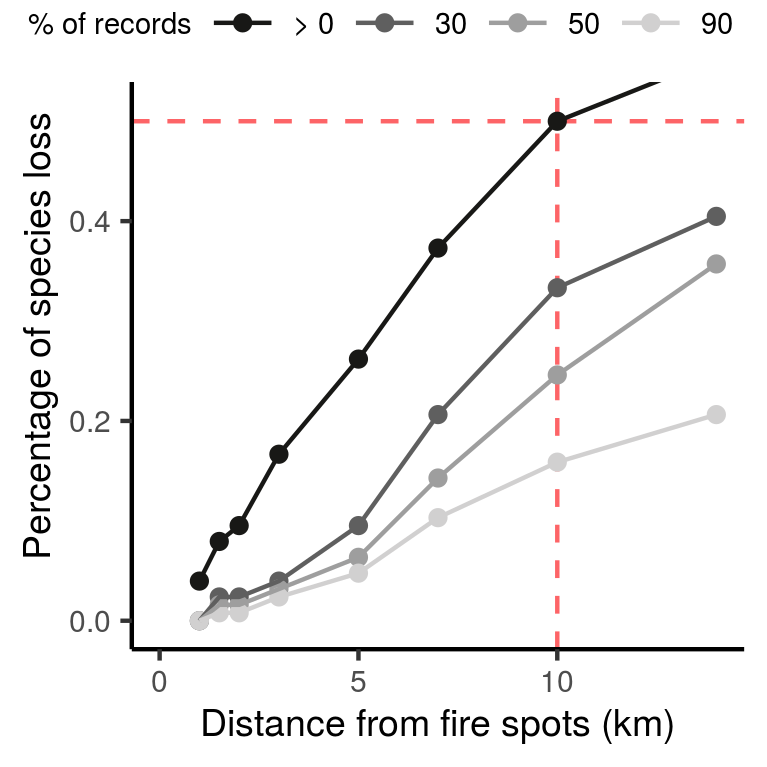 % of records > 0 30 50 90
Percentage of species loss
0.4
0.2
0.0
0 5 10
Distance from fire spots (km)